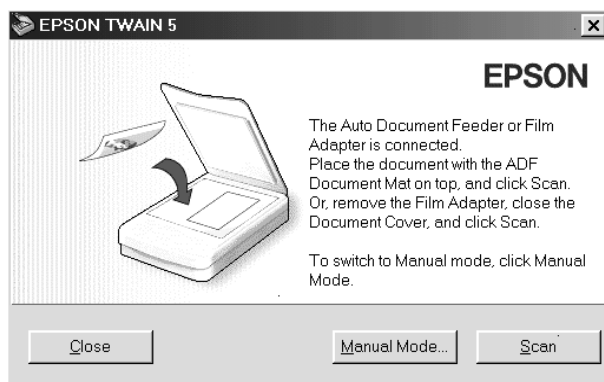 EPSON TWAIN 5
EPSON
The Auto Document Feeder or Film
Adapter is connected.
Place the document with the ADF
Document Mat on top, and click Scan.
Or, remove the Film Adapter, close the
Document Cover, and click Scan.
To switch to Manual mode, click Manual
Mode.
Close
Manual Mode...
Scan